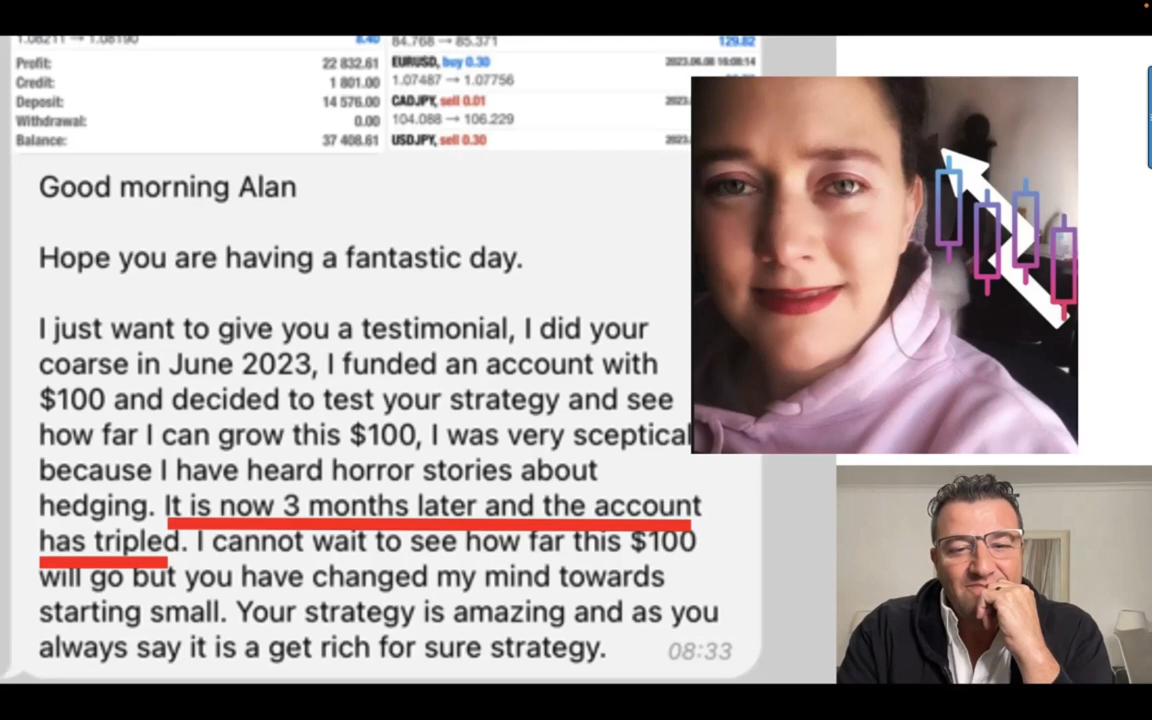 8.40
84.768 → 85.371
129.82
Profit: 22 832.61
Credit: 1 801.00
Deposit: 14 576.00
Withdrawal: 0.00
Balance: 37 408.61
EURUSD, buy 0.30 2023.06.08 16:08:14
1.07487 → 1.07756
CADJPY, sell 0.01 2023.
104.088 → 106.229
USDJPY, sell 0.30 2023.
Good morning Alan
Hope you are having a fantastic day.
I just want to give you a testimonial, I did your
coarse in June 2023, I funded an account with
$100 and decided to test your strategy and see
how far I can grow this $100, I was very sceptical
because I have heard horror stories about
hedging. It is now 3 months later and the account
has tripled. I cannot wait to see how far this $100
will go but you have changed my mind towards
starting small. Your strategy is amazing and as you
always say it is a get rich for sure strategy.
08:33